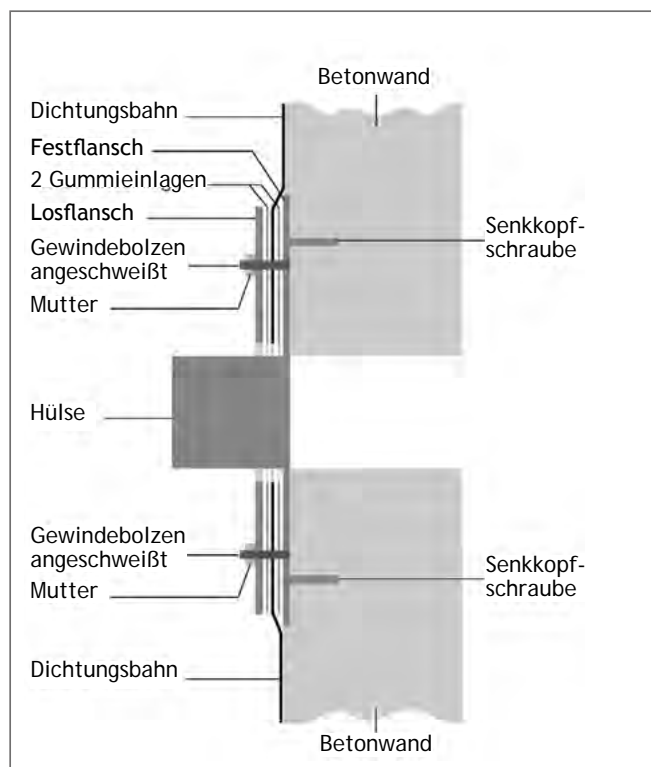 Betonwand
Dichtungsbahn
Festflansch
2 Gummieinlagen
Losflansch
Gewindebolzen
angeschweißt
Mutter
Senkkopf-
schraube
Hülse
Gewindebolzen
angeschweißt
Mutter
Senkkopf-
schraube
Dichtungsbahn
Betonwand